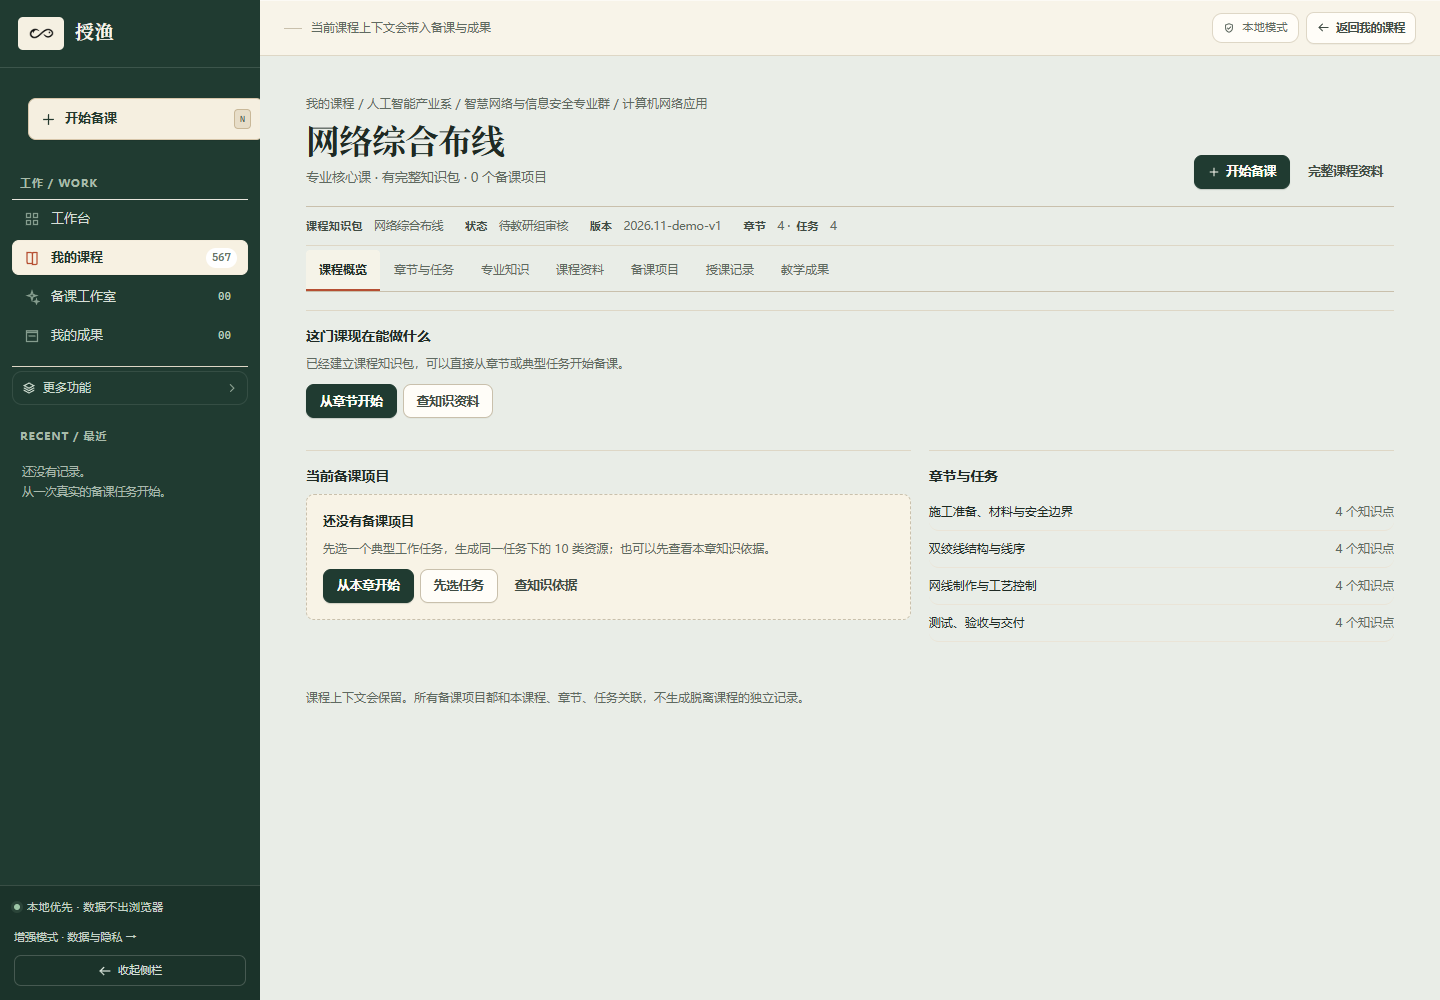 授渔
开始备课 N
工作 / WORK
工作台
我的课程 567
备课工作室 00
我的成果 00
更多功能
RECENT / 最近
还没有记录。
从一次真实的备课任务开始。
本地优先 · 数据不出浏览器
增强模式 · 数据与隐私 →
← 收起侧栏
当前课程上下文会带入备课与成果
本地模式
← 返回我的课程
我的课程 / 人工智能产业系 / 智慧网络与信息安全专业群 / 计算机网络应用
网络综合布线
专业核心课 · 有完整知识包 · 0 个备课项目
开始备课
完整课程资料
课程知识包 网络综合布线 状态 待教研组审核 版本 2026.11-demo-v1 章节 4 · 任务 4
课程概览 章节与任务 专业知识 课程资料 备课项目 授课记录 教学成果
这门课现在能做什么
已经建立课程知识包，可以直接从章节或典型任务开始备课。
从章节开始 查知识资料
当前备课项目
还没有备课项目
先选一个典型工作任务，生成同一任务下的 10 类资源；也可以先查看本章知识依据。
从本章开始 先选任务 查知识依据
章节与任务
施工准备、材料与安全边界 4 个知识点
双绞线结构与线序 4 个知识点
网线制作与工艺控制 4 个知识点
测试、验收与交付 4 个知识点
课程上下文会保留。所有备课项目都和本课程、章节、任务关联，不生成脱离课程的独立记录。